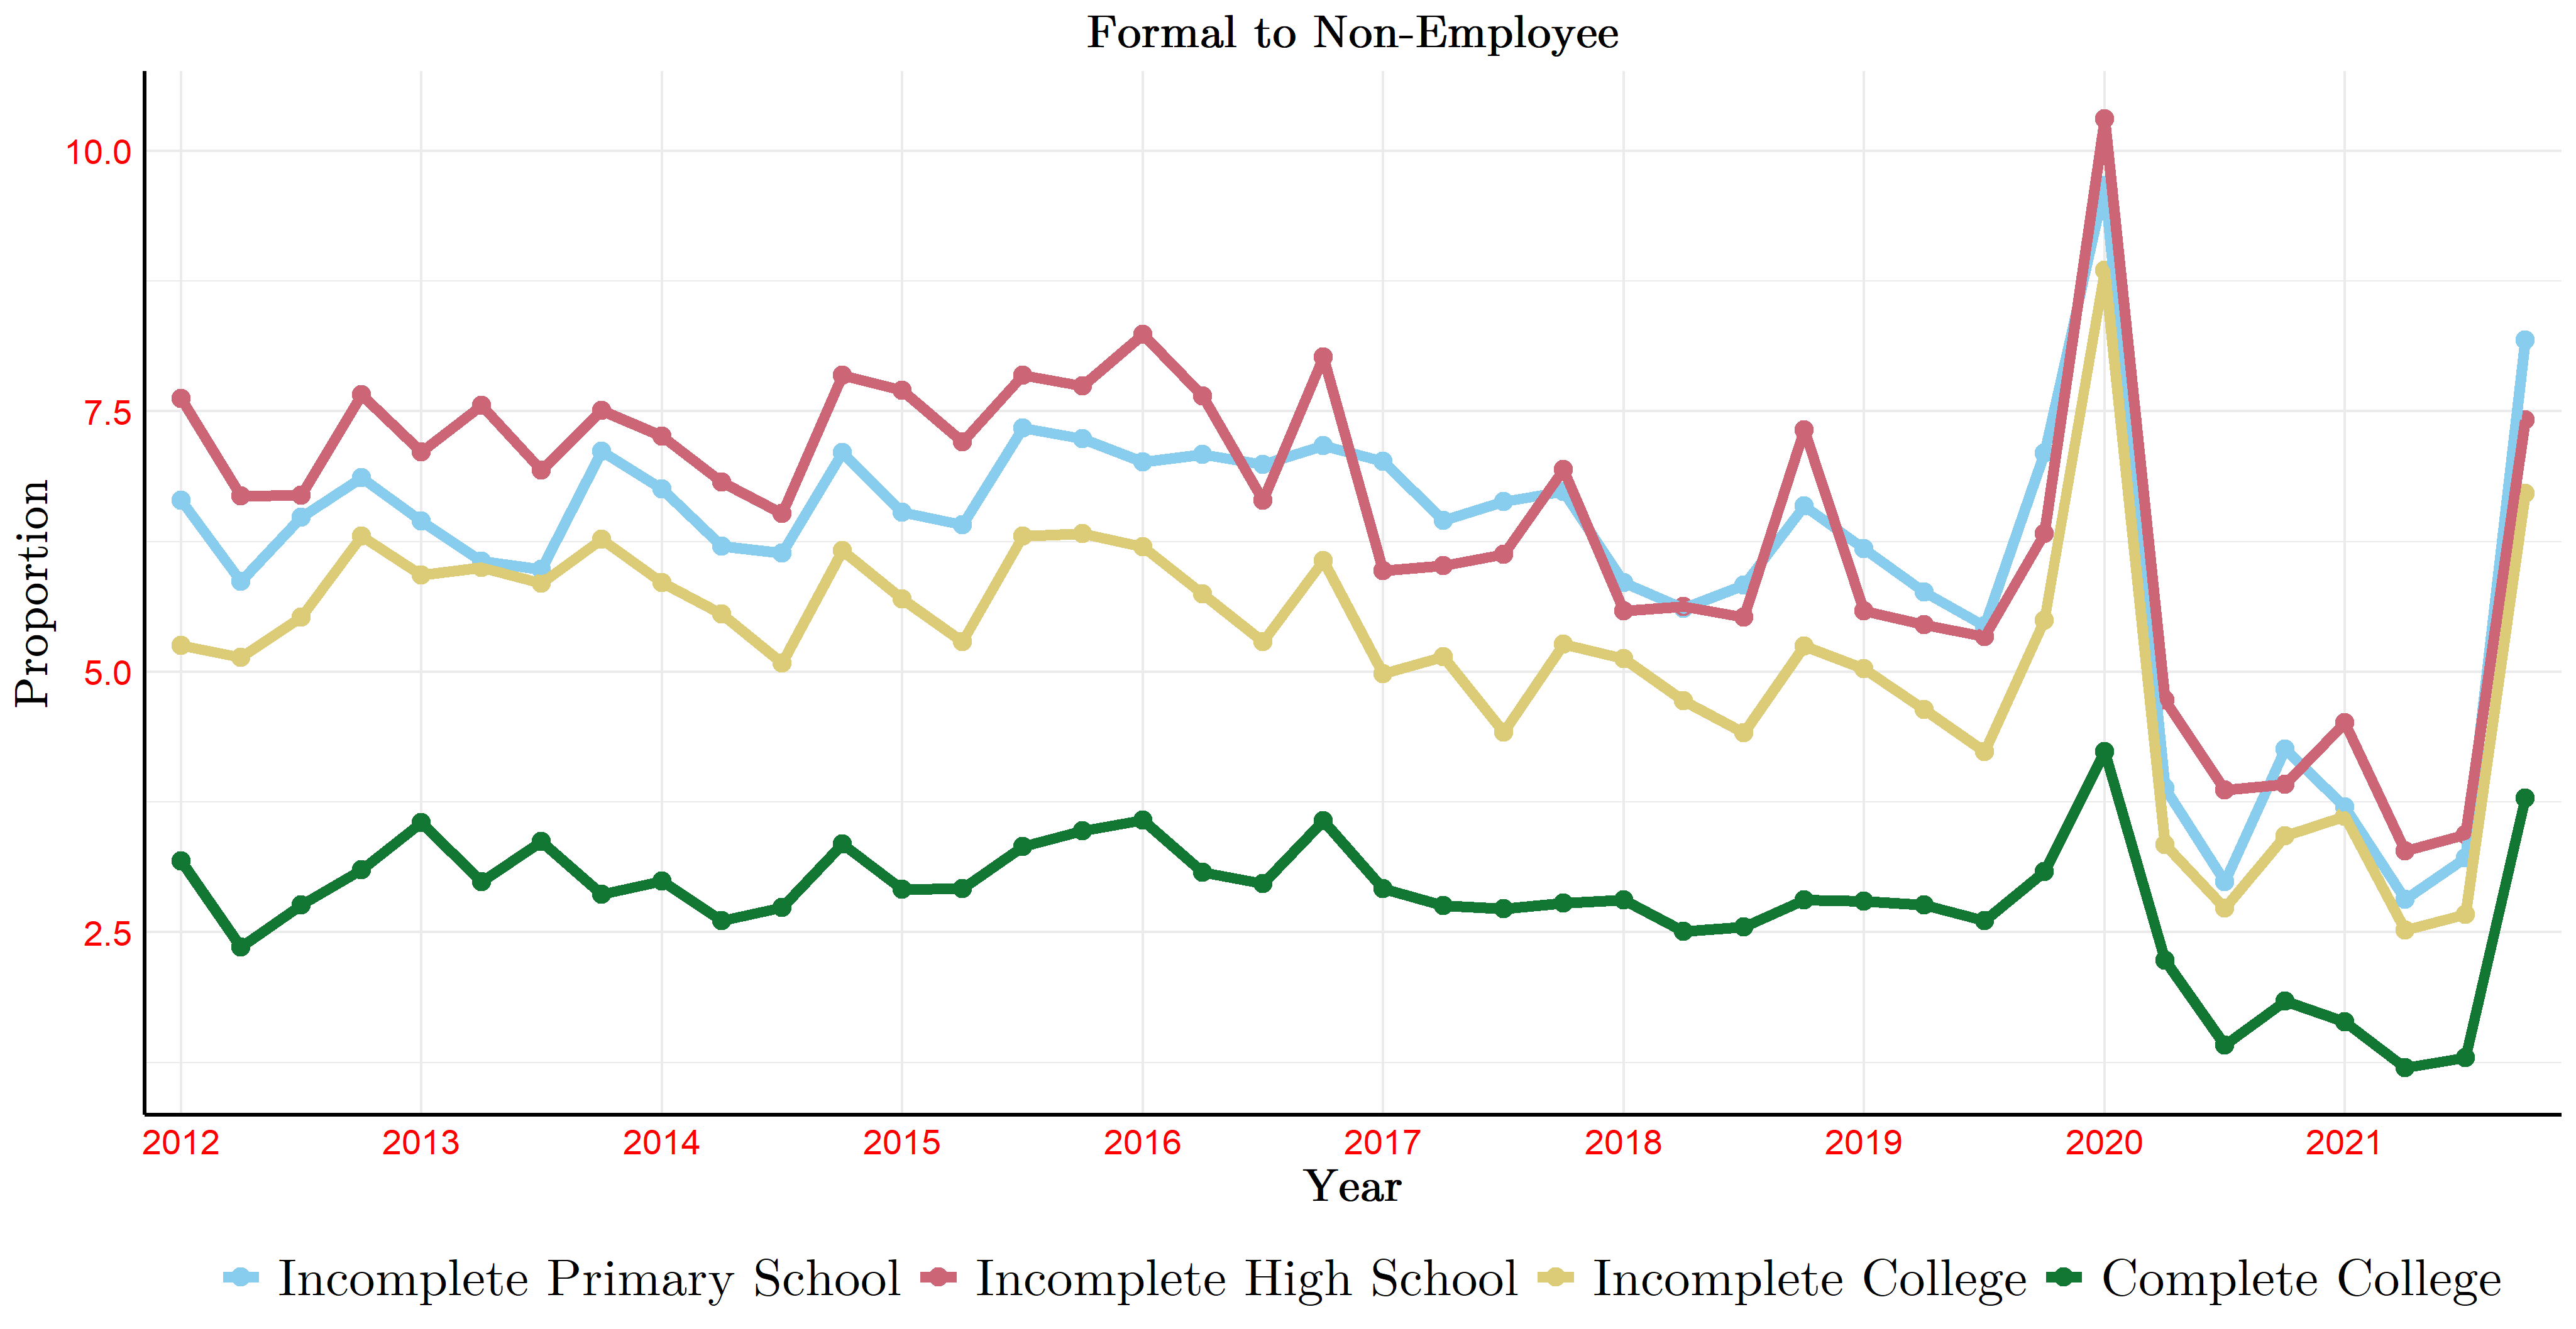 Formal to Non-Employee
Proportion
10.0
7.5
5.0
2.5
2012 2013 2014 2015 2016 2017 2018 2019 2020 2021
Year
Incomplete Primary School Incomplete High School Incomplete College Complete College